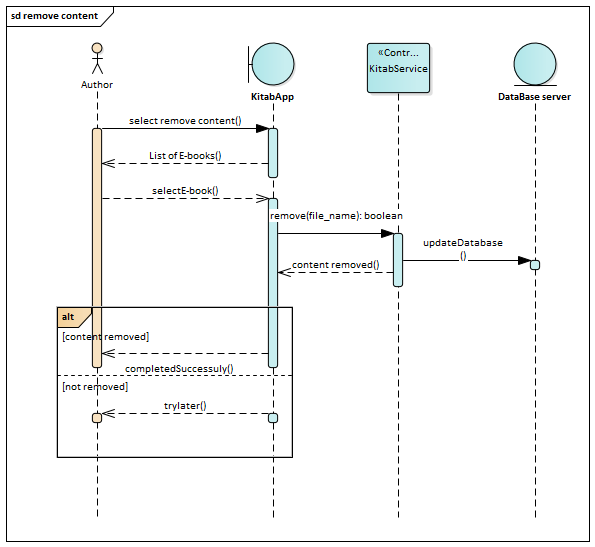 sd remove content
«Contr...
KitabService
Author
KitabApp
DataBase server
select remove content()
List of E-books()
selectE-book()
remove(file_name): boolean
updateDatabase
()
content removed()
alt
[content removed]
completedSuccessuly()
[not removed]
trylater()